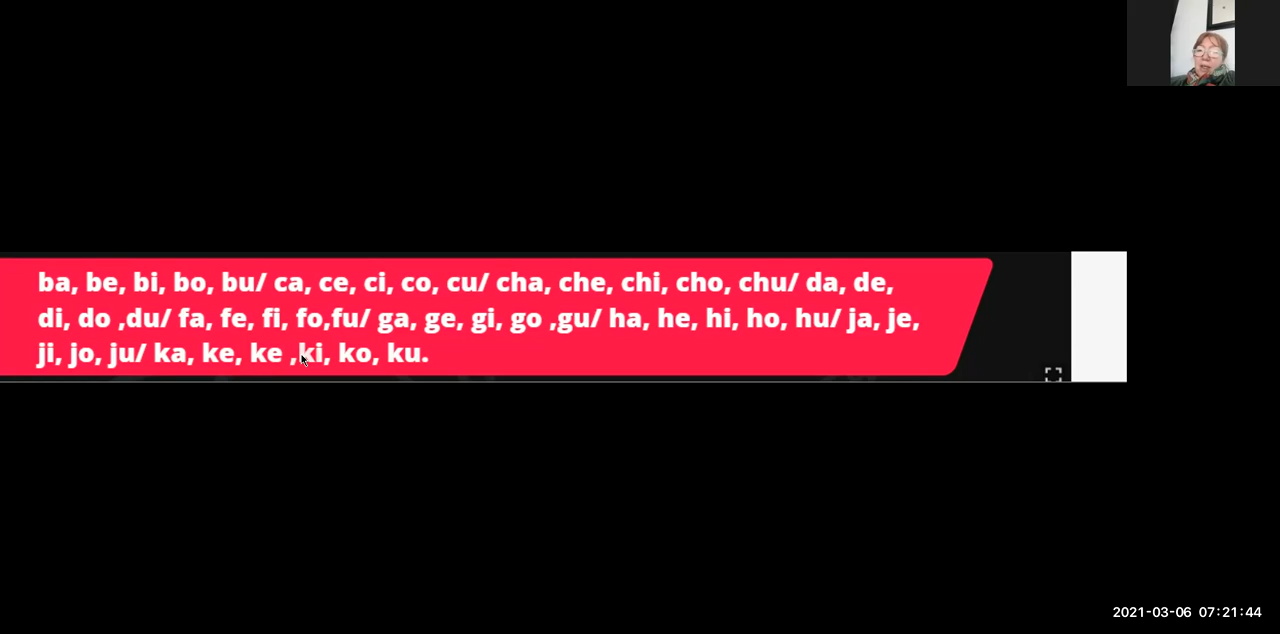 ba, be, bi, bo, bu/ ca, ce, ci, co, cu/ cha, che, chi, cho, chu/ da, de,
di, do ,du/ fa, fe, fi, fo,fu/ ga, ge, gi, go ,gu/ ha, he, hi, ho, hu/ ja, je,
ji, jo, ju/ ka, ke, ke ,ki, ko, ku.
2021-03-06 07:21:44